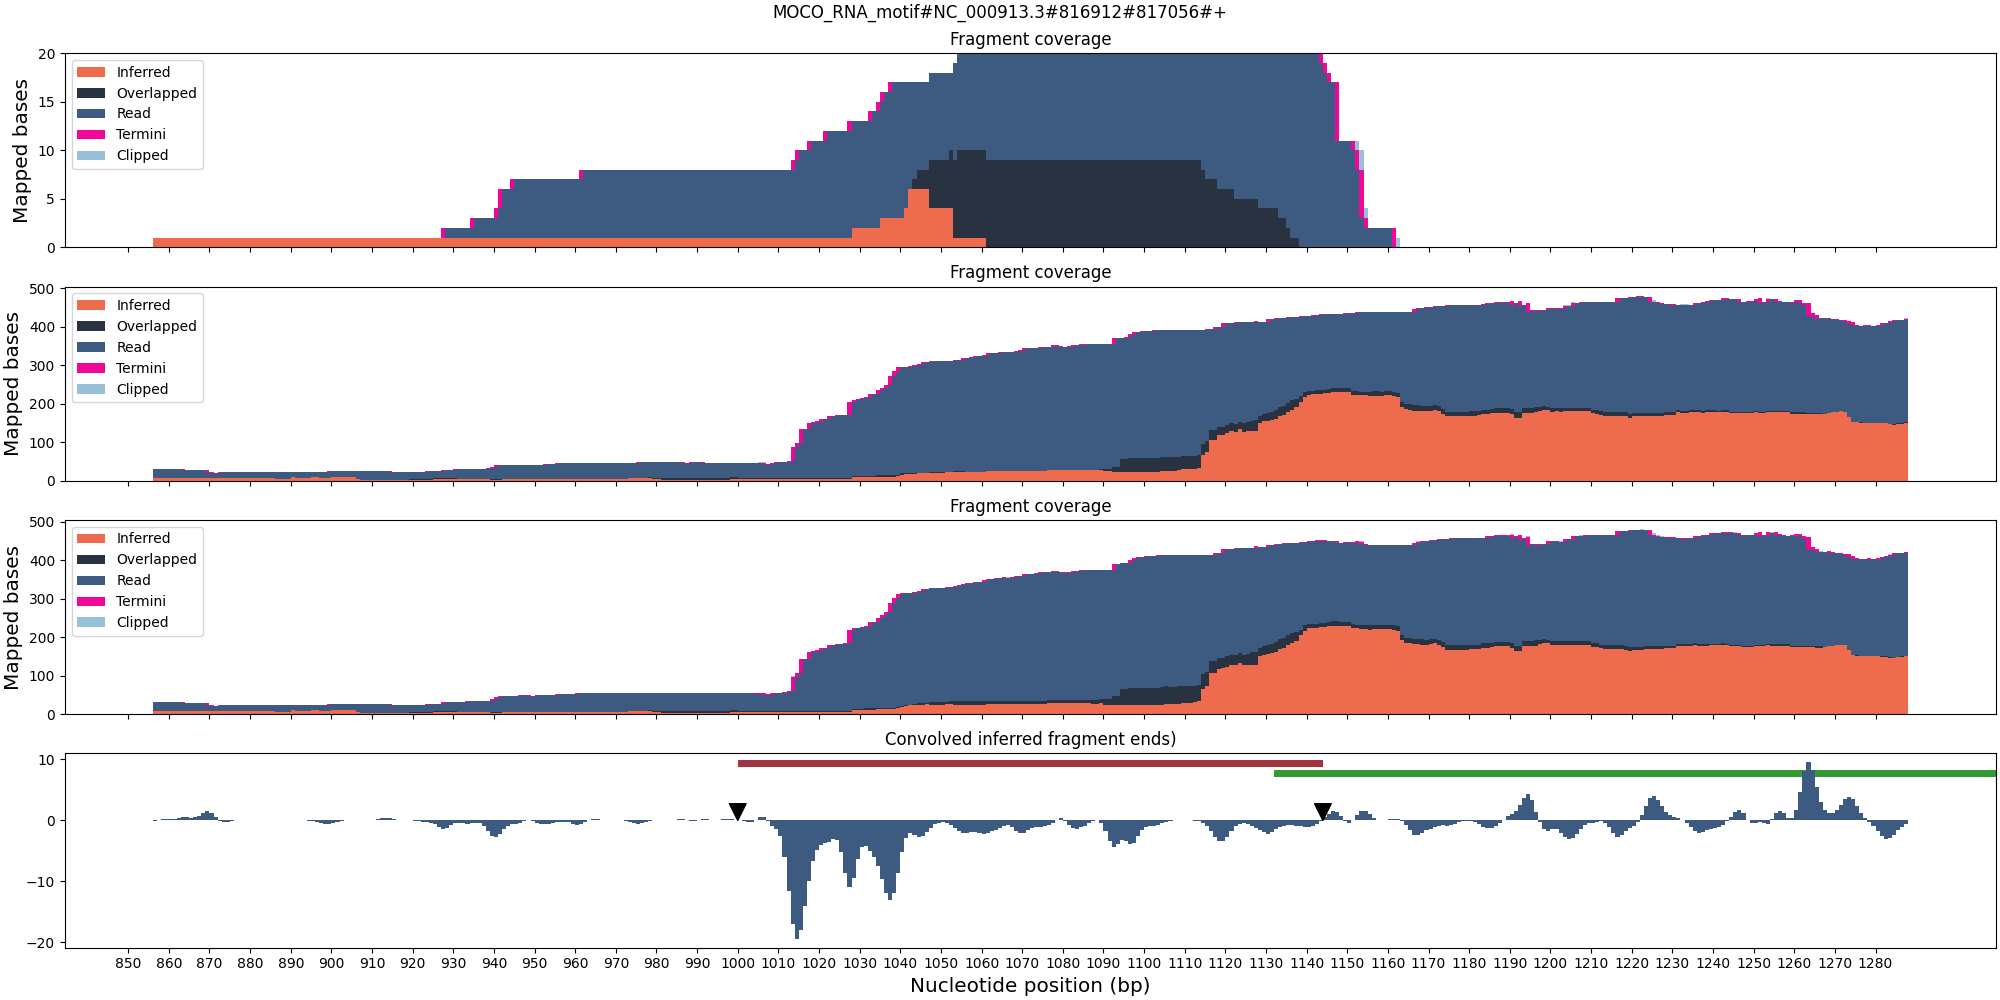 MOCO_RNA_motif#NC_000913.3#816912#817056#+
Fragment coverage
Mapped bases
20
15
10
5
0
Inferred
Overlapped
Read
Termini
Clipped
Fragment coverage
Mapped bases
500
400
300
200
100
0
Inferred
Overlapped
Read
Termini
Clipped
Fragment coverage
Mapped bases
500
400
300
200
100
0
Inferred
Overlapped
Read
Termini
Clipped
Convolved inferred fragment ends)
10
0
−10
−20
850 860 870 880 890 900 910 920 930 940 950 960 970 980 990 1000 1010 1020 1030 1040 1050 1060 1070 1080 1090 1100 1110 1120 1130 1140 1150 1160 1170 1180 1190 1200 1210 1220 1230 1240 1250 1260 1270 1280
Nucleotide position (bp)